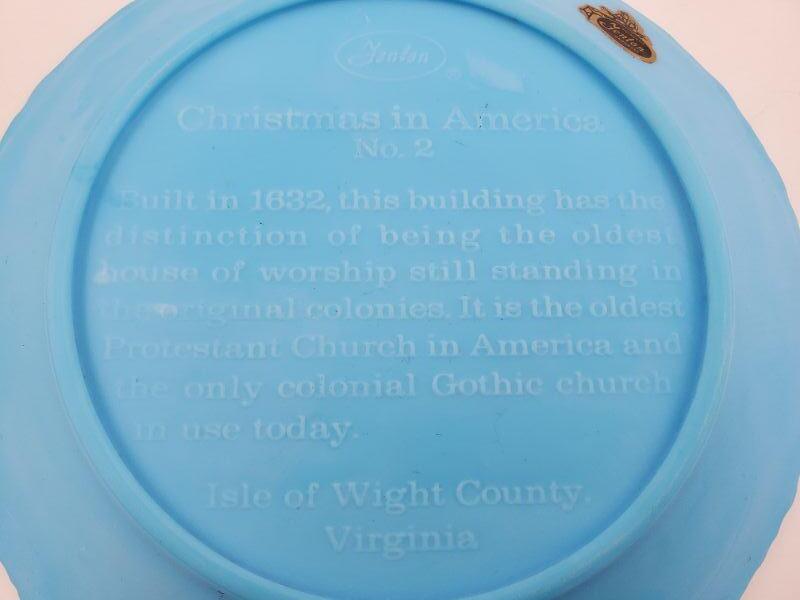 Fenton
®
Fenton
Christmas in America
No. 2
Built in 1632, this building has the
distinction of being the oldest
house of worship still standing in
the original colonies. It is the oldest
Protestant Church in America and
the only colonial Gothic church
in use today.
Isle of Wight County.
Virginia